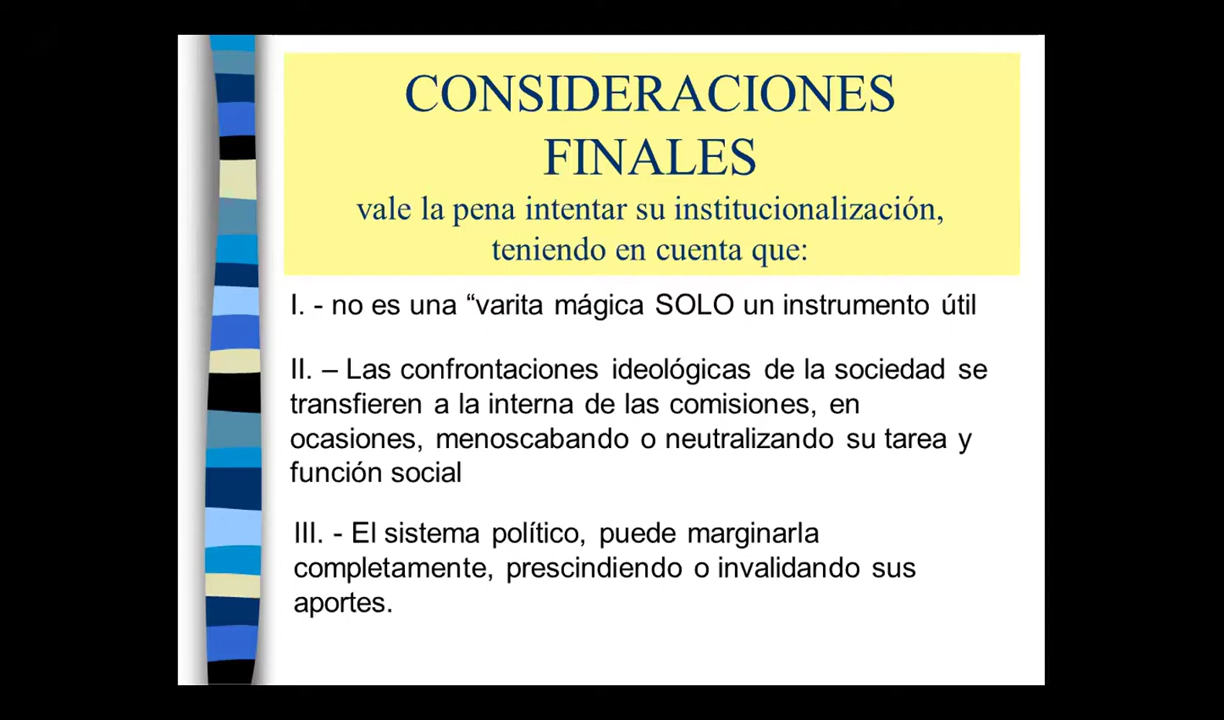 CONSIDERACIONES
FINALES
vale la pena intentar su institucionalización,
teniendo en cuenta que:
I. - no es una “varita mágica SOLO un instrumento útil
II. – Las confrontaciones ideológicas de la sociedad se
transfieren a la interna de las comisiones, en
ocasiones, menoscabando o neutralizando su tarea y
función social
III. - El sistema político, puede marginarla
completamente, prescindiendo o invalidando sus
aportes.